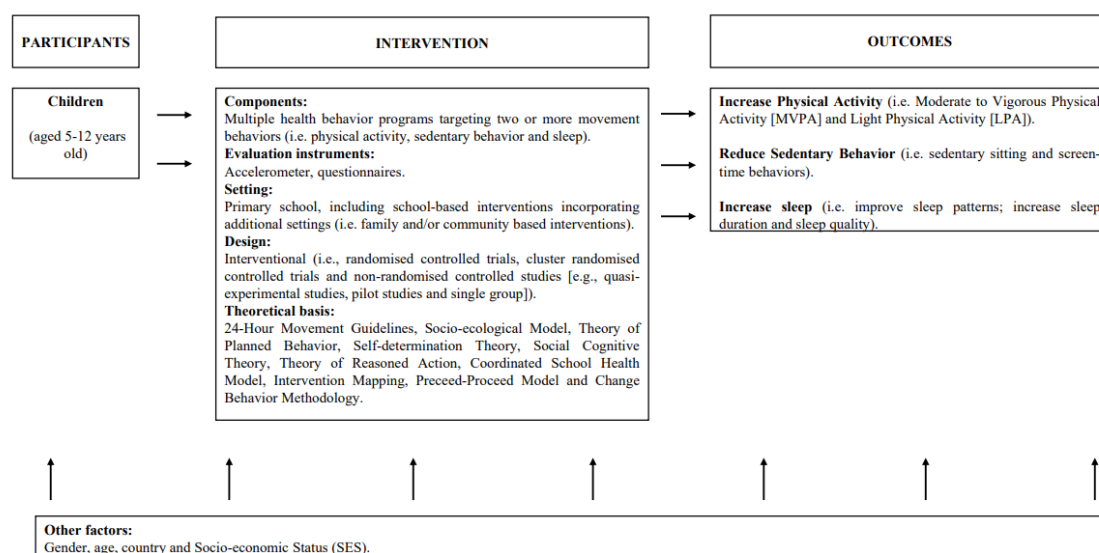 PARTICIPANTS
INTERVENTION
OUTCOMES
Children
(aged 5-12 years
old)
Components:
Multiple health behavior programs targeting two or more movement
behaviors (i.e. physical activity, sedentary behavior and sleep).
Evaluation instruments:
Accelerometer, questionnaires.
Setting:
Primary school, including school-based interventions incorporating
additional settings (i.e. family and/or community based interventions).
Design:
Interventional (i.e., randomised controlled trials, cluster randomised
controlled trials and non-randomised controlled studies [e.g., quasi-
experimental studies, pilot studies and single group]).
Theoretical basis:
24-Hour Movement Guidelines, Socio-ecological Model, Theory of
Planned Behavior, Self-determination Theory, Social Cognitive
Theory, Theory of Reasoned Action, Coordinated School Health
Model, Intervention Mapping, Preceed-Proceed Model and Change
Behavior Methodology.
Increase Physical Activity (i.e. Moderate to Vigorous Physical
Activity [MVPA] and Light Physical Activity [LPA]).
Reduce Sedentary Behavior (i.e. sedentary sitting and screen-
time behaviors).
Increase sleep (i.e. improve sleep patterns; increase sleep
duration and sleep quality).
Other factors:
Gender, age, country and Socio-economic Status (SES).